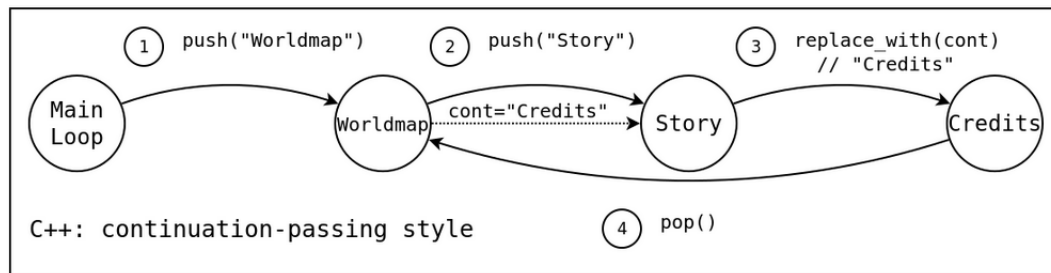 1 push("Worldmap")
2 push("Story")
3 replace_with(cont)
// "Credits"
Main
Loop
Worldmap
cont="Credits"
Story
Credits
C++: continuation-passing style
4 pop()